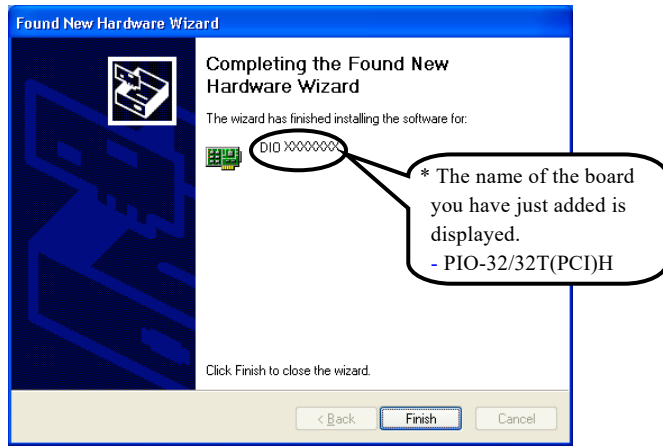 Found New Hardware Wizard
Completing the Found New
Hardware Wizard
The wizard has finished installing the software for:
DIO XXXXXXX
* The name of the board
you have just added is
displayed.
- PIO-32/32T(PCI)H
Click Finish to close the wizard.
< Back
Finish
Cancel